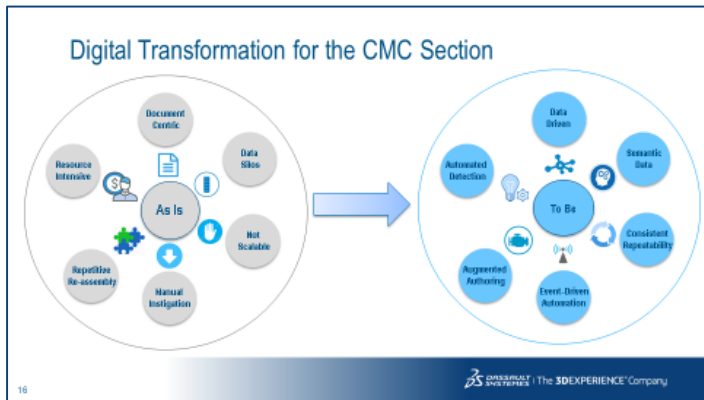 Digital Transformation for the CMC Section
Document
Centric
Data
Silos
Not
Scalable
Manual
Instigation
Repetitive
Re-assembly
Resource
Intensive
$
As Is
Data
Driven
Semantic
Data
Consistent
Repeatability
Event-Driven
Automation
Augmented
Authoring
Automated
Detection
To Be
16
DASSAULT
SYSTEMES
The 3DEXPERIENCE® Company